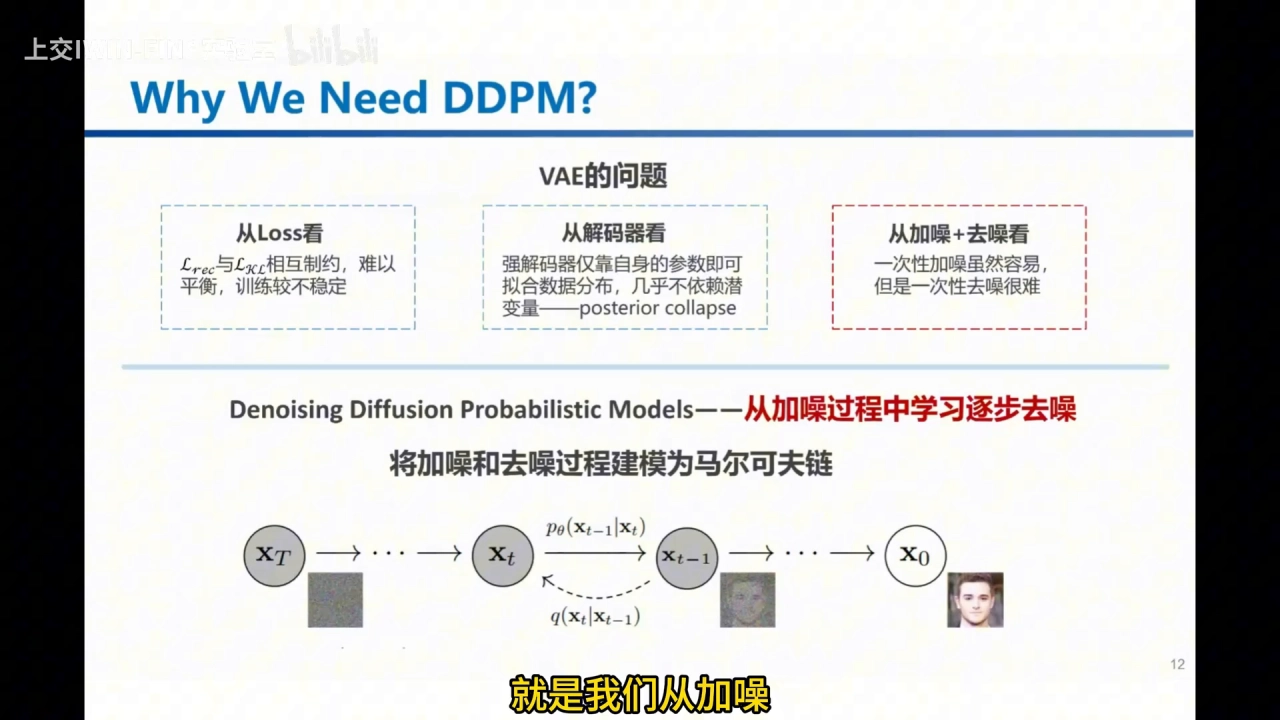 上交I
bilibili
Why We Need DDPM?
VAE的问题
从Loss看
ℒ_rec与ℒ_KL相互制约，难以
平衡，训练较不稳定
从解码器看
强解码器仅靠自身的参数即可
拟合数据分布，几乎不依赖潜
变量——posterior collapse
从加噪+去噪看
一次性加噪虽然容易，
但是一次性去噪很难
Denoising Diffusion Probabilistic Models——从加噪过程中学习逐步去噪
将加噪和去噪过程建模为马尔可夫链
x_T → ··· → x_t p_θ(x_{t−1}|x_t) x_{t−1} → ··· → x_0
q(x_t|x_{t−1})
12
就是我们从加噪